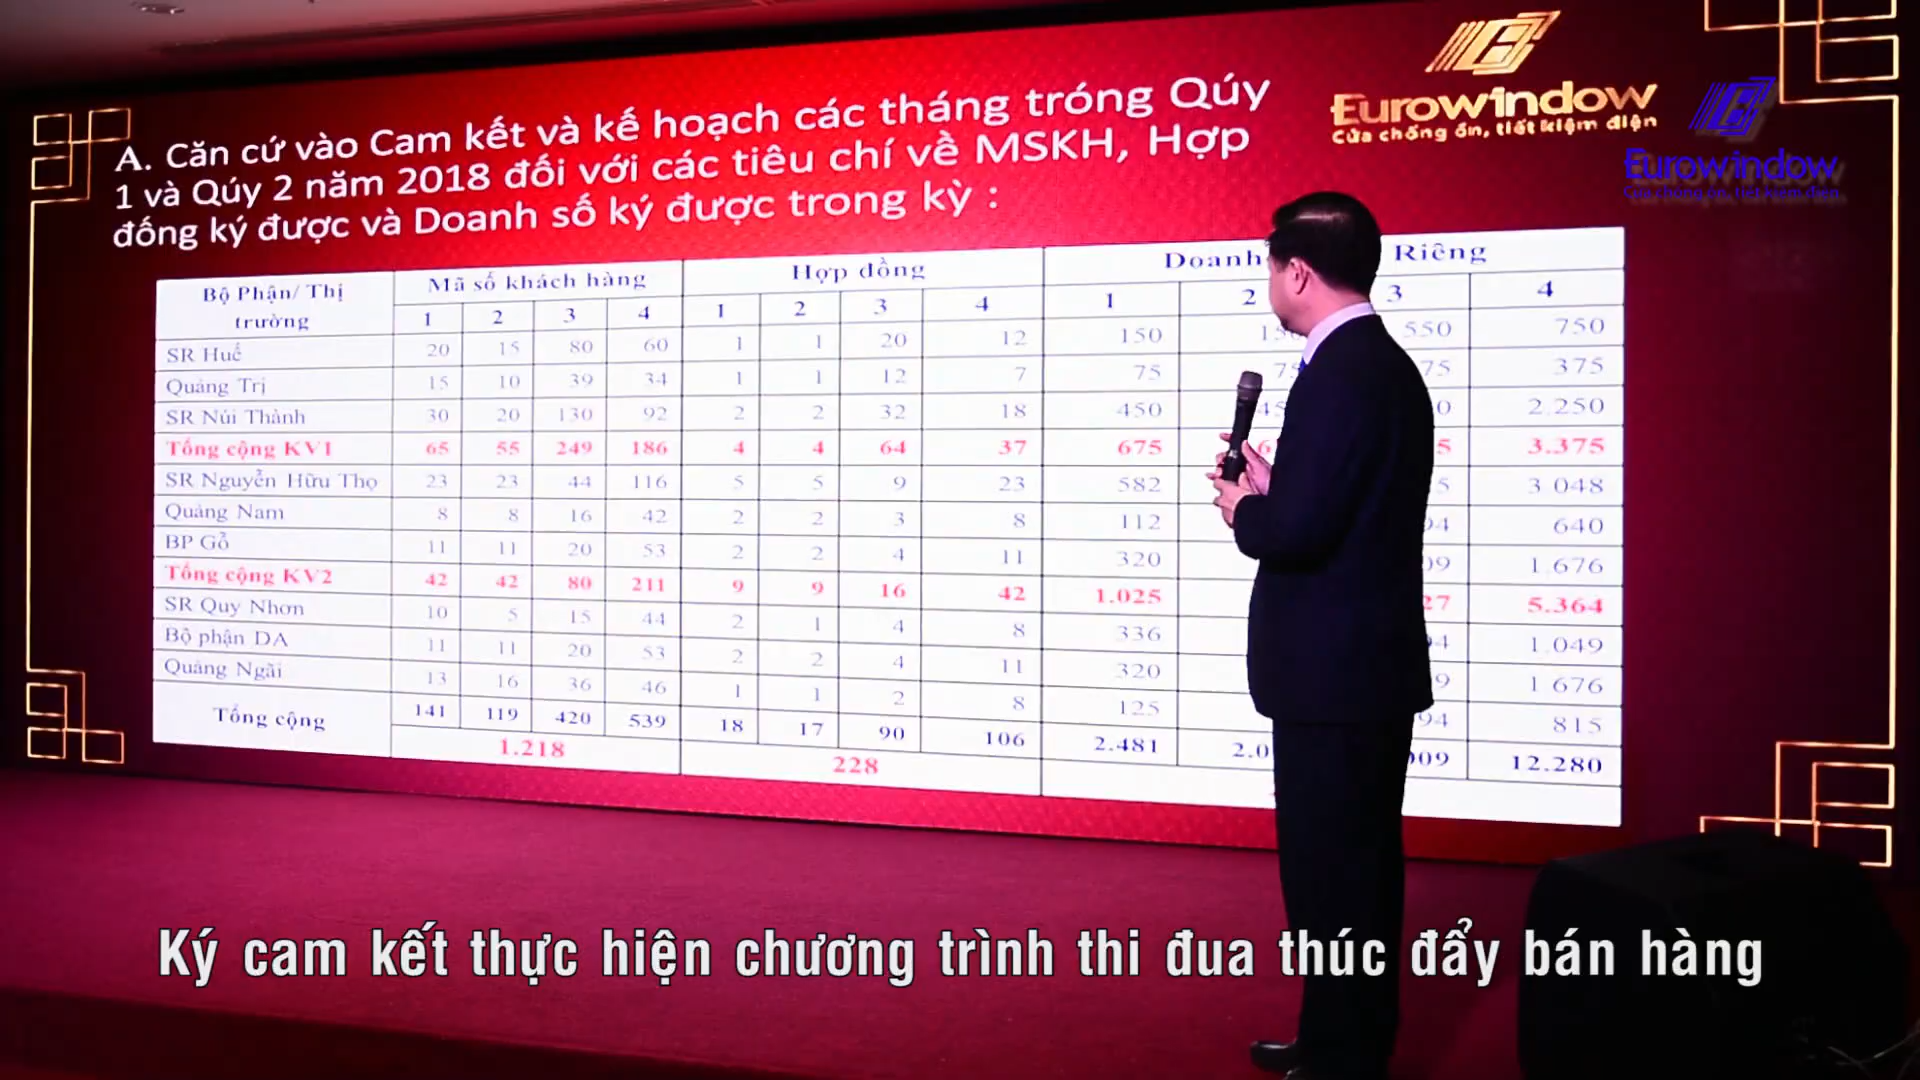 Eurowindow
Cửa chống ồn, tiết kiệm điện
Eurowindow
Cửa chống ồn, tiết kiệm điện
A. Căn cứ vào Cam kết và kế hoạch các tháng tróng Qúy
1 và Qúy 2 năm 2018 đối với các tiêu chí về MSKH, Hợp
đồng ký được và Doanh số ký được trong kỳ :
Bộ Phận/ Thị trường Mã số khách hàng Hợp đồng Doanh Riêng
1 2 3 4 1 2 3 4 1 2 3 4
SR Huế 20 15 80 60 1 1 20 12 150 550 750
Quảng Trị 15 10 39 34 1 1 12 7 75 75 375
SR Núi Thành 30 20 130 92 2 2 32 18 450 2.250
Tổng cộng KV1 65 55 249 186 4 4 64 37 675 3.375
SR Nguyễn Hữu Thọ 23 23 44 116 5 5 9 23 582 3 048
Quảng Nam 8 8 16 42 2 2 3 8 112 640
BP Gỗ 11 11 20 53 2 2 4 11 320 1.676
Tổng cộng KV2 42 42 80 211 9 9 16 42 1.025 5.364
SR Quy Nhơn 10 5 15 44 2 1 4 8 336 1.049
Bộ phận DA 11 11 20 53 2 2 4 11 320 1 676
Quảng Ngãi 13 16 36 46 1 1 2 8 125 815
Tổng cộng 141 119 420 539 18 17 90 106 2.481 12.280
1.218 228
Ký cam kết thực hiện chương trình thi đua thúc đẩy bán hàng